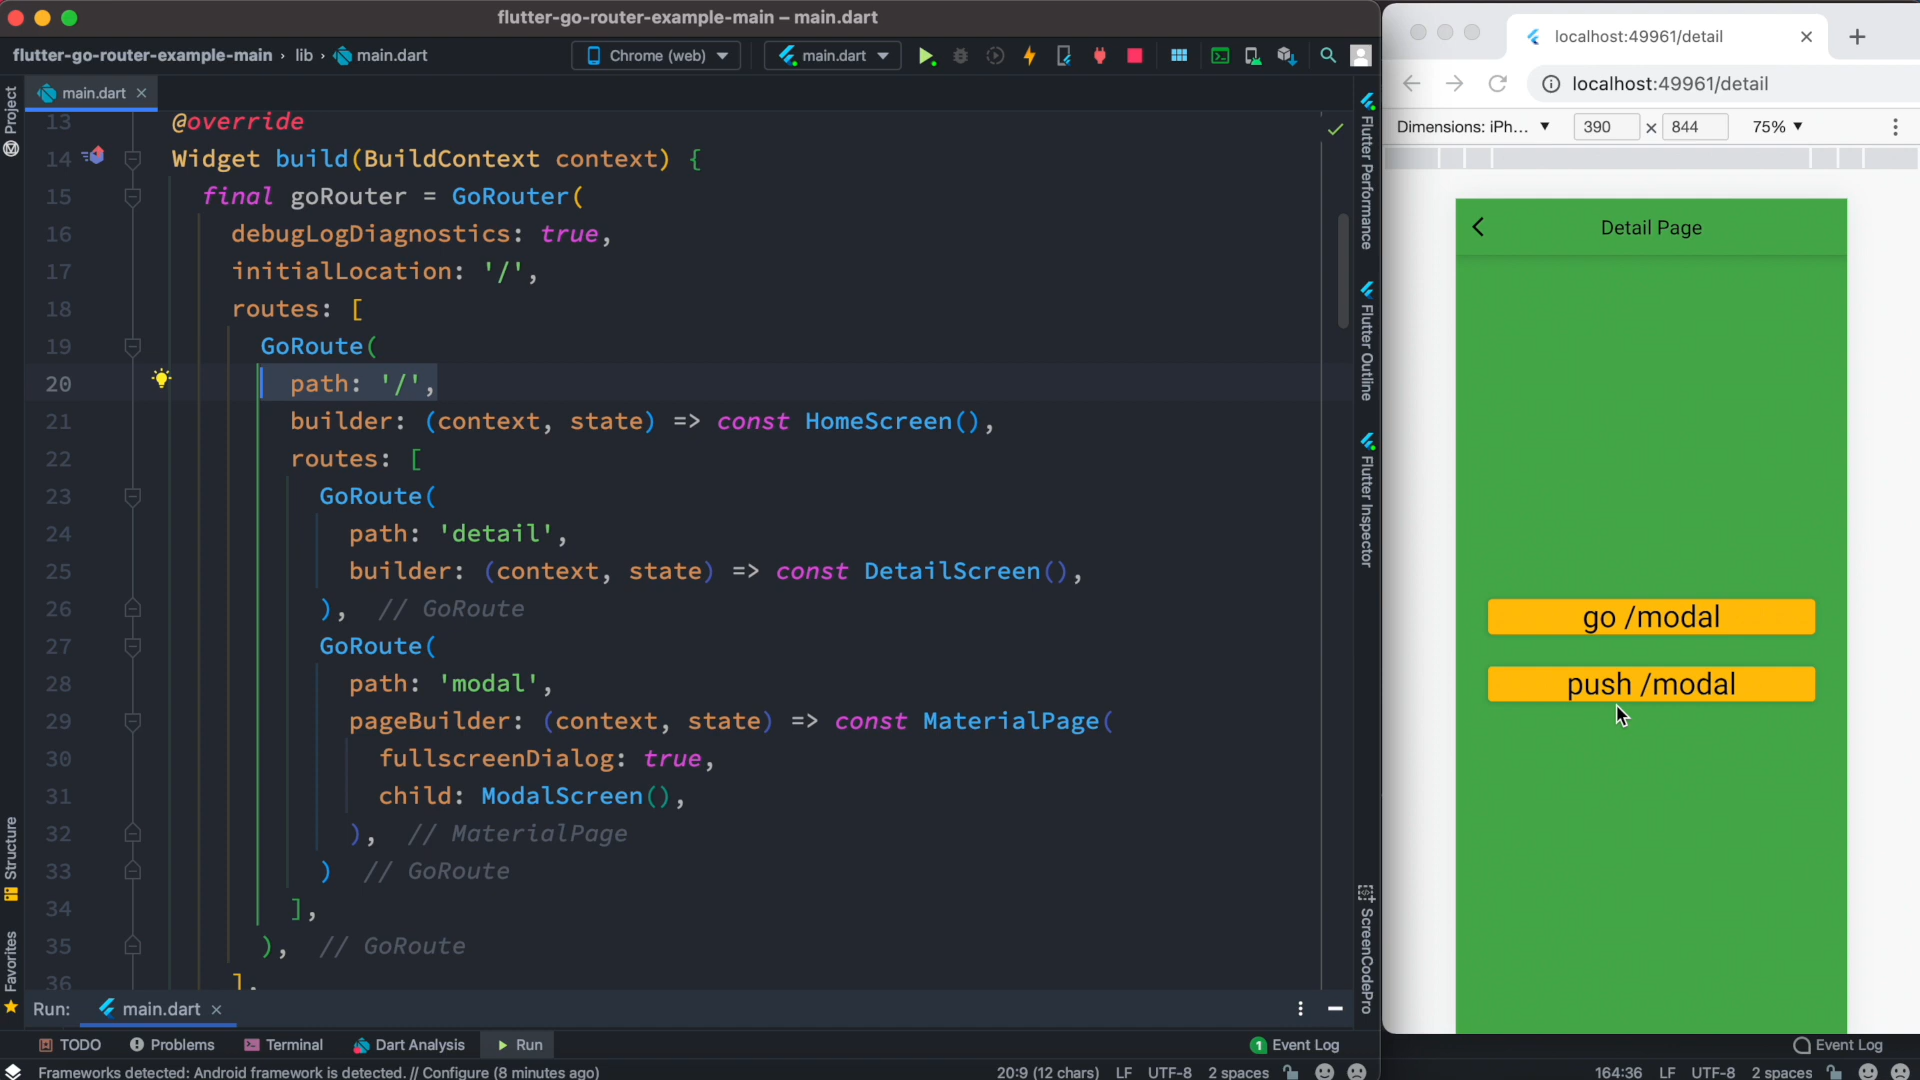 flutter-go-router-example-main – main.dart
flutter-go-router-example-main › lib › main.dart
Chrome (web)
main.dart
main.dart
Project
Structure
Favorites
13 @override
14 Widget build(BuildContext context) {
15 final goRouter = GoRouter(
16 debugLogDiagnostics: true,
17 initialLocation: '/',
18 routes: [
19 GoRoute(
20 path: '/',
21 builder: (context, state) => const HomeScreen(),
22 routes: [
23 GoRoute(
24 path: 'detail',
25 builder: (context, state) => const DetailScreen(),
26 ), // GoRoute
27 GoRoute(
28 path: 'modal',
29 pageBuilder: (context, state) => const MaterialPage(
30 fullscreenDialog: true,
31 child: ModalScreen(),
32 ), // MaterialPage
33 ) // GoRoute
34 ],
35 ), // GoRoute
36 ],
Flutter Performance
Flutter Outline
Flutter Inspector
ScreenCodePro
Run: main.dart
TODO Problems Terminal Dart Analysis Run 1 Event Log
Frameworks detected: Android framework is detected. // Configure (8 minutes ago) 20:9 (12 chars) LF UTF-8 2 spaces
localhost:49961/detail
localhost:49961/detail
Dimensions: iPh... 390 × 844 75%
Detail Page
go /modal
push /modal
Event Log
164:36 LF UTF-8 2 spaces